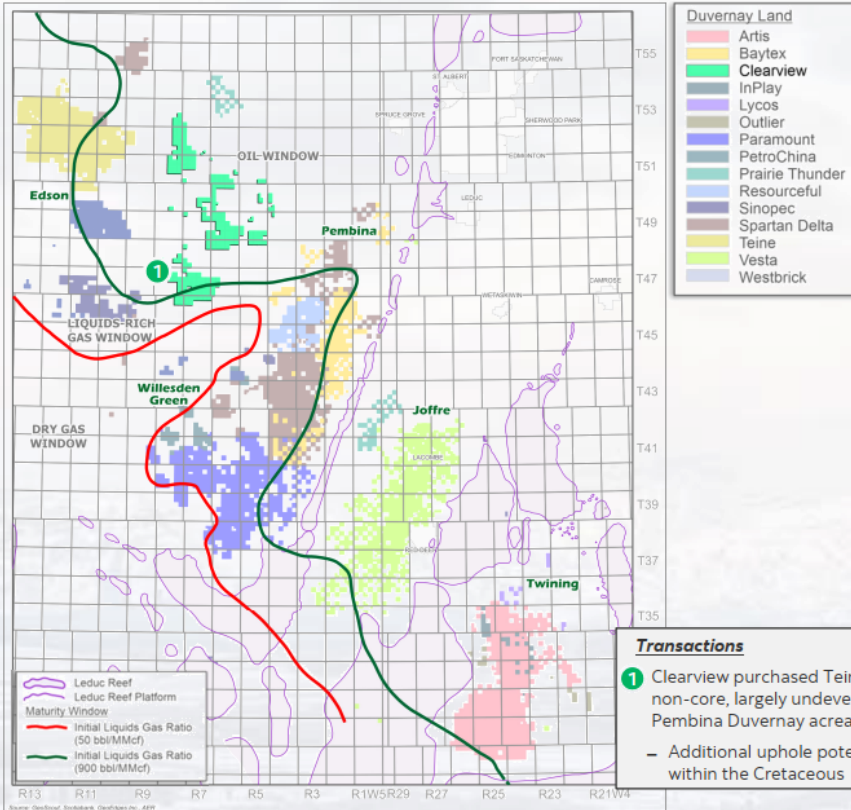 Duvernay Land
Artis
Baytex
Clearview
InPlay
Lycos
Outlier
Paramount
PetroChina
Prairie Thunder
Resourceful
Sinopec
Spartan Delta
Teine
Vesta
Westbrick
T55
FORT SASKATCHEWAN
ST. ALBERT
T53
SPRUCE GROVE
SHERWOOD PARK
OIL WINDOW
EDMONTON
T51
Edson
LEDUC
T49
Pembina
1
T47
CAMROSE
WETASKIWIN
LIQUIDS-RICH
GAS WINDOW
T45
Willesden
Green
T43
Joffre
DRY GAS
WINDOW
T41
LACOMBE
T39
RED DEER
T37
Twining
T35
Transactions
1 Clearview purchased Tein
non-core, largely undeve
Pembina Duvernay acrea
– Additional uphole pote
within the Cretaceous
Leduc Reef
Leduc Reef Platform
Maturity Window
Initial Liquids Gas Ratio
(50 bbl/MMcf)
Initial Liquids Gas Ratio
(900 bbl/MMcf)
R13 R11 R9 R7 R5 R3 R1W5 R29 R27 R25 R23 R21W4